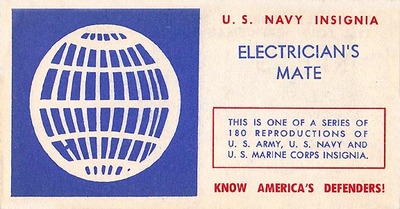 U. S. NAVY INSIGNIA
ELECTRICIAN'S
MATE
THIS IS ONE OF A SERIES OF
180 REPRODUCTIONS OF
U. S. ARMY, U. S. NAVY AND
U. S. MARINE CORPS INSIGNIA.
KNOW AMERICA'S DEFENDERS!